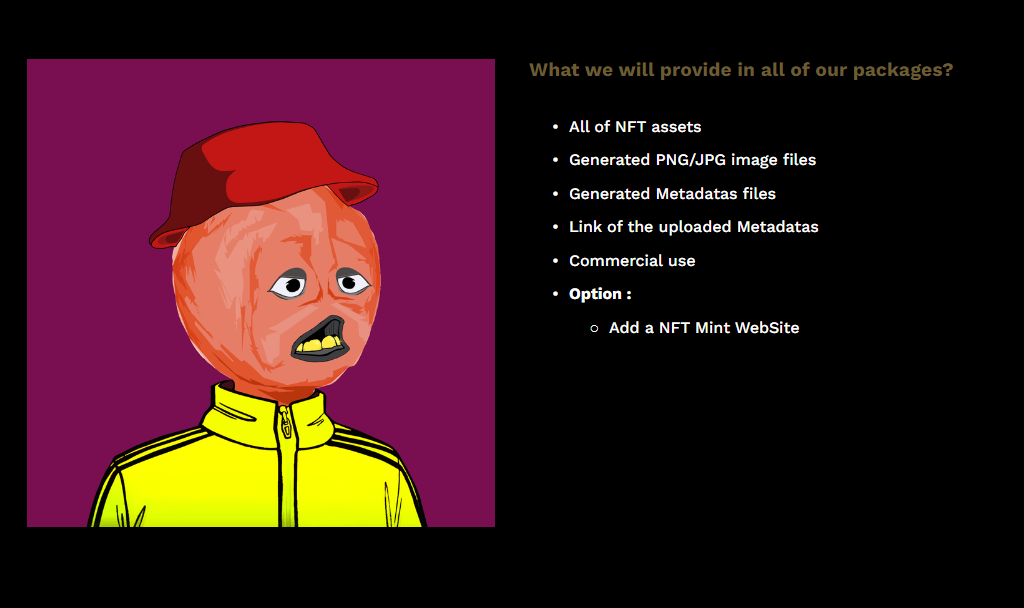 What we will provide in all of our packages?
• All of NFT assets
• Generated PNG/JPG image files
• Generated Metadatas files
• Link of the uploaded Metadatas
• Commercial use
• Option :
○ Add a NFT Mint WebSite